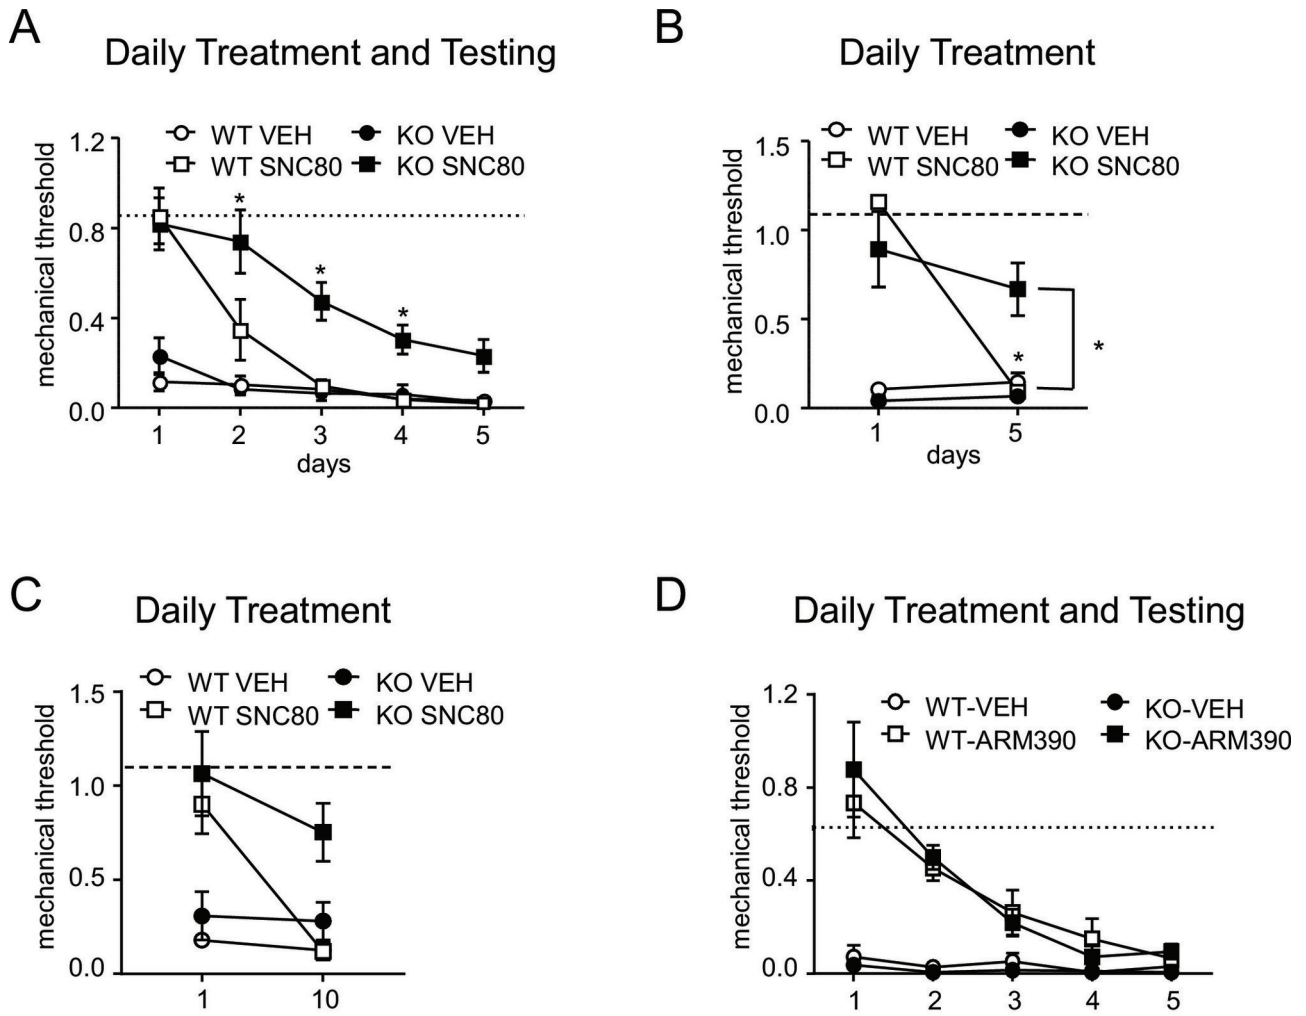 A
Daily Treatment and Testing
WT VEH KO VEH
WT SNC80 KO SNC80
mechanical threshold
1.2
0.8
0.4
0.0
*
*
*
1 2 3 4 5
days
B
Daily Treatment
WT VEH KO VEH
WT SNC80 KO SNC80
mechanical threshold
1.5
1.0
0.5
0.0
*
*
1 5
days
C
Daily Treatment
WT VEH KO VEH
WT SNC80 KO SNC80
mechanical threshold
1.5
1.0
0.5
0.0
1 10
D
Daily Treatment and Testing
WT-VEH KO-VEH
WT-ARM390 KO-ARM390
mechanical threshold
1.2
0.8
0.4
0.0
1 2 3 4 5